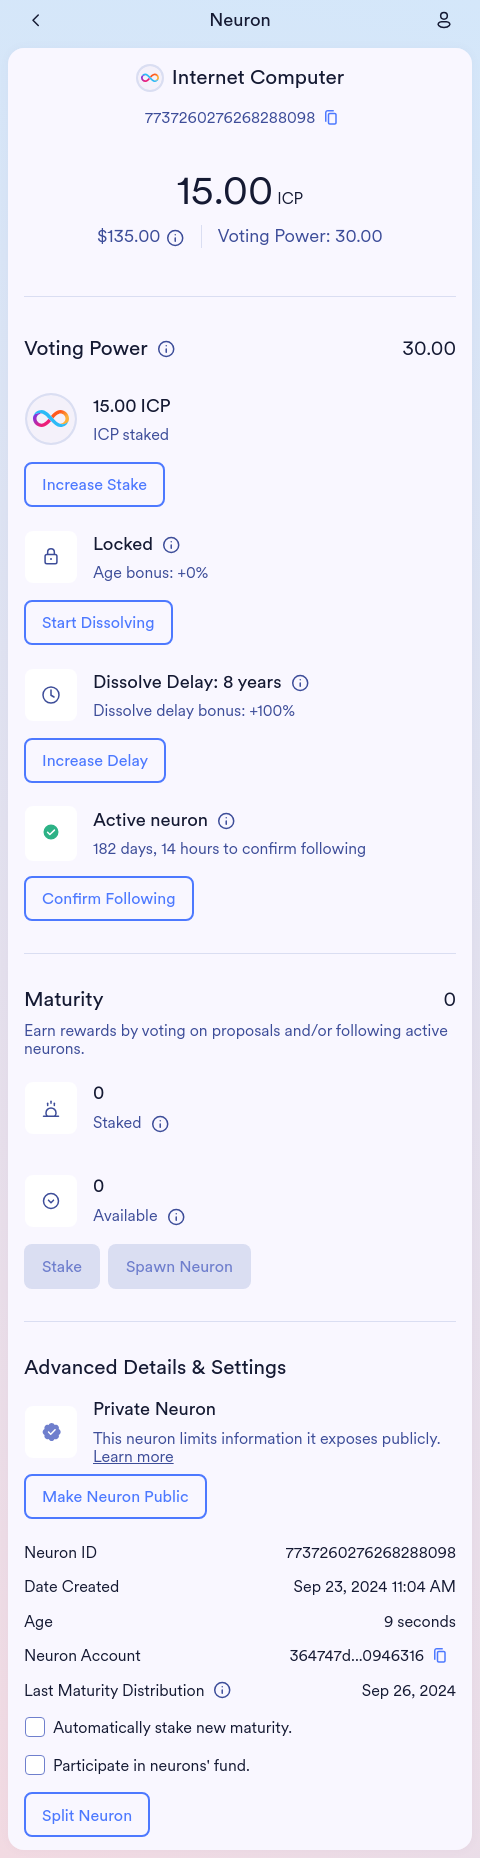 Neuron
Internet Computer
7737260276268288098
15.00 ICP
$135.00
Voting Power: 30.00
Voting Power
30.00
15.00 ICP
ICP staked
Increase Stake
Locked
Age bonus: +0%
Start Dissolving
Dissolve Delay: 8 years
Dissolve delay bonus: +100%
Increase Delay
Active neuron
182 days, 14 hours to confirm following
Confirm Following
Maturity
0
Earn rewards by voting on proposals and/or following active
neurons.
0
Staked
0
Available
Stake
Spawn Neuron
Advanced Details & Settings
Private Neuron
This neuron limits information it exposes publicly.
Learn more
Make Neuron Public
Neuron ID
7737260276268288098
Date Created
Sep 23, 2024 11:04 AM
Age
9 seconds
Neuron Account
364747d...0946316
Last Maturity Distribution
Sep 26, 2024
Automatically stake new maturity.
Participate in neurons' fund.
Split Neuron